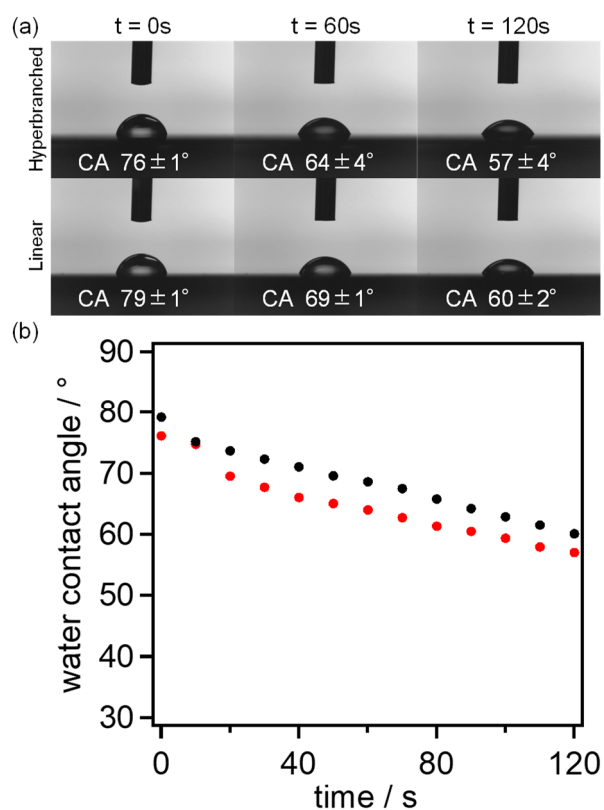 (a)
t = 0s t = 60s t = 120s
Hyperbranched
CA 76±1° CA 64±4° CA 57±4°
Linear
CA 79±1° CA 69±1° CA 60±2°
(b)
90
80
70
60
50
40
30
water contact angle / °
0 40 80 120
time / s